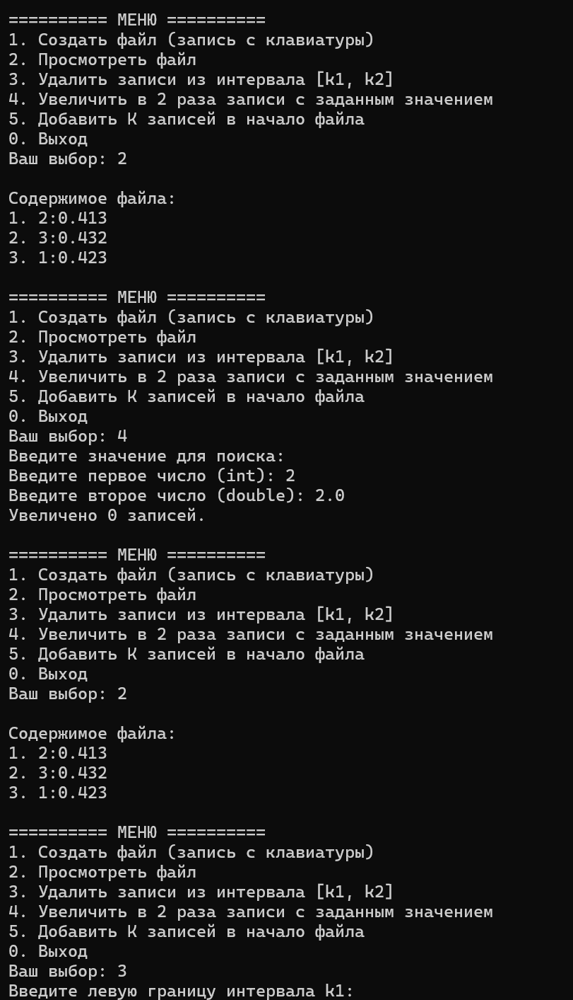 ========== МЕНЮ ==========
1. Создать файл (запись с клавиатуры)
2. Просмотреть файл
3. Удалить записи из интервала [k1, k2]
4. Увеличить в 2 раза записи с заданным значением
5. Добавить К записей в начало файла
0. Выход
Ваш выбор: 2
Содержимое файла:
1. 2:0.413
2. 3:0.432
3. 1:0.423
========== МЕНЮ ==========
1. Создать файл (запись с клавиатуры)
2. Просмотреть файл
3. Удалить записи из интервала [k1, k2]
4. Увеличить в 2 раза записи с заданным значением
5. Добавить К записей в начало файла
0. Выход
Ваш выбор: 4
Введите значение для поиска:
Введите первое число (int): 2
Введите второе число (double): 2.0
Увеличено 0 записей.
========== МЕНЮ ==========
1. Создать файл (запись с клавиатуры)
2. Просмотреть файл
3. Удалить записи из интервала [k1, k2]
4. Увеличить в 2 раза записи с заданным значением
5. Добавить К записей в начало файла
0. Выход
Ваш выбор: 2
Содержимое файла:
1. 2:0.413
2. 3:0.432
3. 1:0.423
========== МЕНЮ ==========
1. Создать файл (запись с клавиатуры)
2. Просмотреть файл
3. Удалить записи из интервала [k1, k2]
4. Увеличить в 2 раза записи с заданным значением
5. Добавить К записей в начало файла
0. Выход
Ваш выбор: 3
Введите левую границу интервала k1: